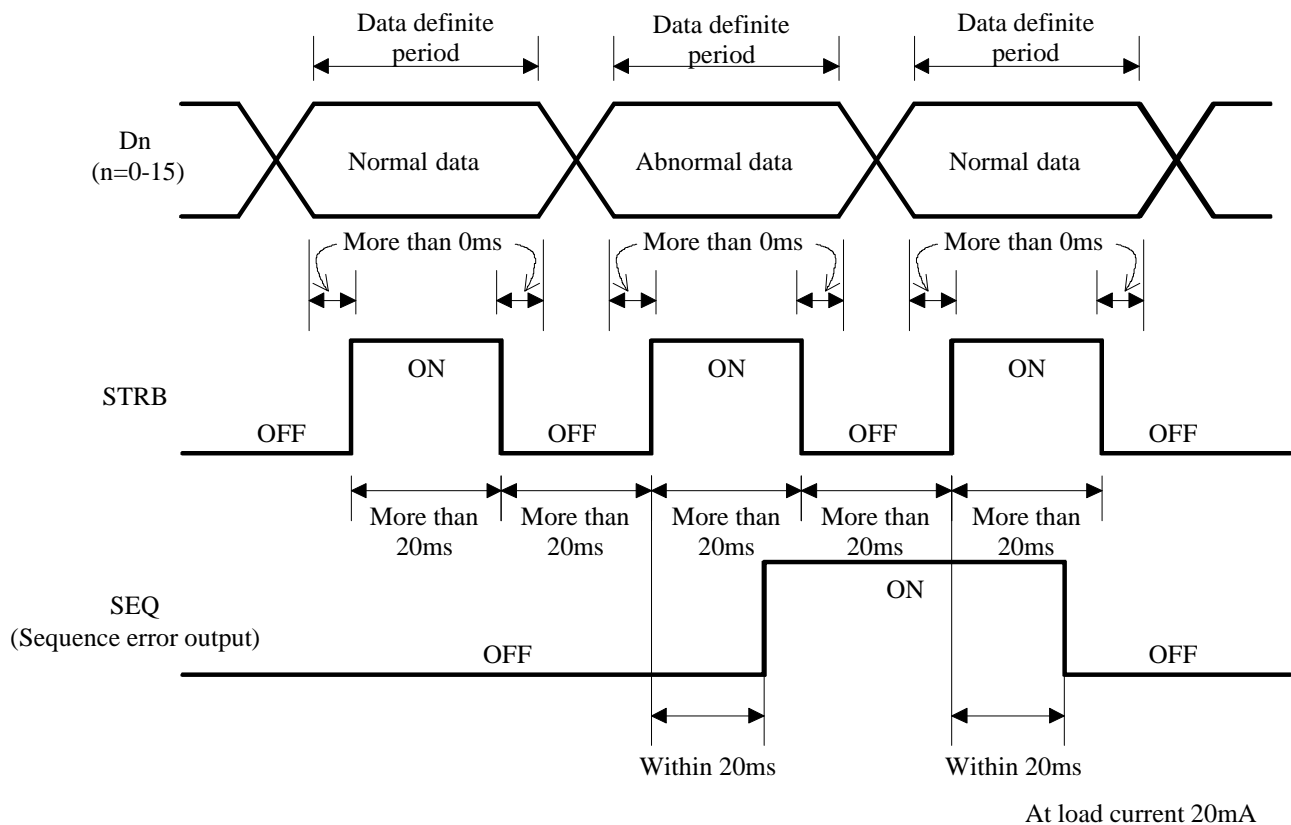 Data definite
period
Data definite
period
Data definite
period
Dn
(n=0-15)
Normal data
Abnormal data
Normal data
More than 0ms
More than 0ms
More than 0ms
STRB
OFF
ON
OFF
ON
OFF
ON
OFF
More than
20ms
More than
20ms
More than
20ms
More than
20ms
More than
20ms
SEQ
(Sequence error output)
OFF
ON
OFF
Within 20ms
Within 20ms
At load current 20mA